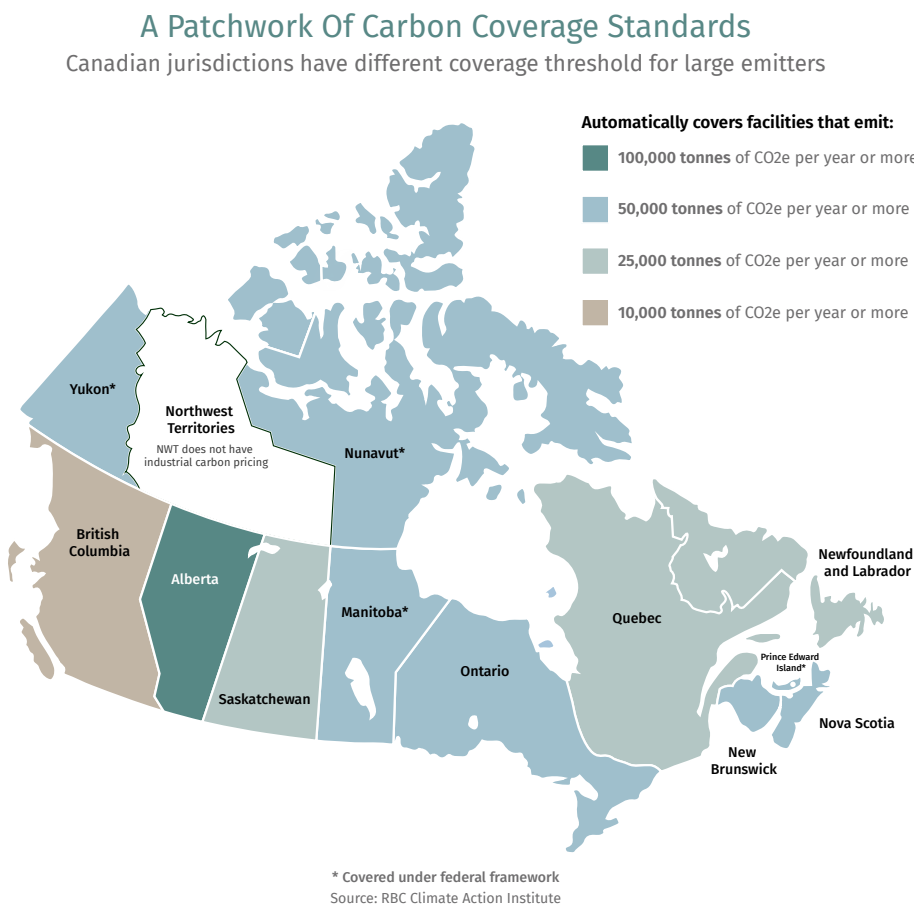 A Patchwork Of Carbon Coverage Standards
Canadian jurisdictions have different coverage threshold for large emitters
Automatically covers facilities that emit:
100,000 tonnes of CO2e per year or more
50,000 tonnes of CO2e per year or more
25,000 tonnes of CO2e per year or more
10,000 tonnes of CO2e per year or more
Yukon*
Northwest
Territories
NWT does not have
industrial carbon pricing
Nunavut*
British
Columbia
Alberta
Saskatchewan
Manitoba*
Ontario
Quebec
Newfoundland
and Labrador
Prince Edward
Island*
Nova Scotia
New
Brunswick
* Covered under federal framework
Source: RBC Climate Action Institute